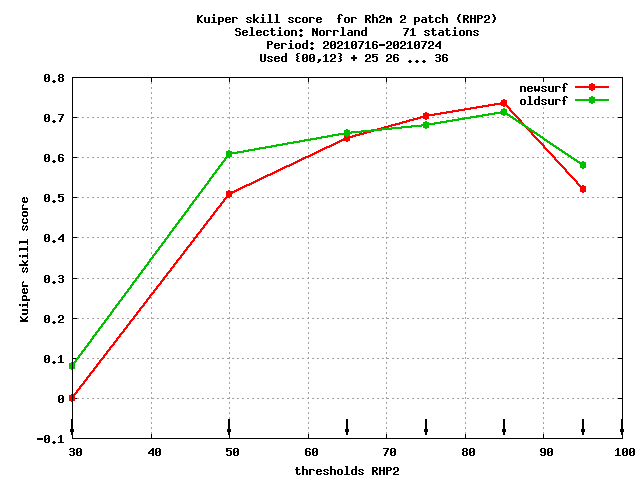 Kuiper skill score  for Rh2m 2 patch (RHP2)
Selection: Norrland     71 stations
Period: 20210716-20210724
Used {00,12} + 25 26 ... 36
0.8
newsurf
oldsurf
0.7
0.6
0.5
0.4
0.3
0.2
0.1
0
-0.1
Kuiper skill score
30 40 50 60 70 80 90 100
thresholds RHP2